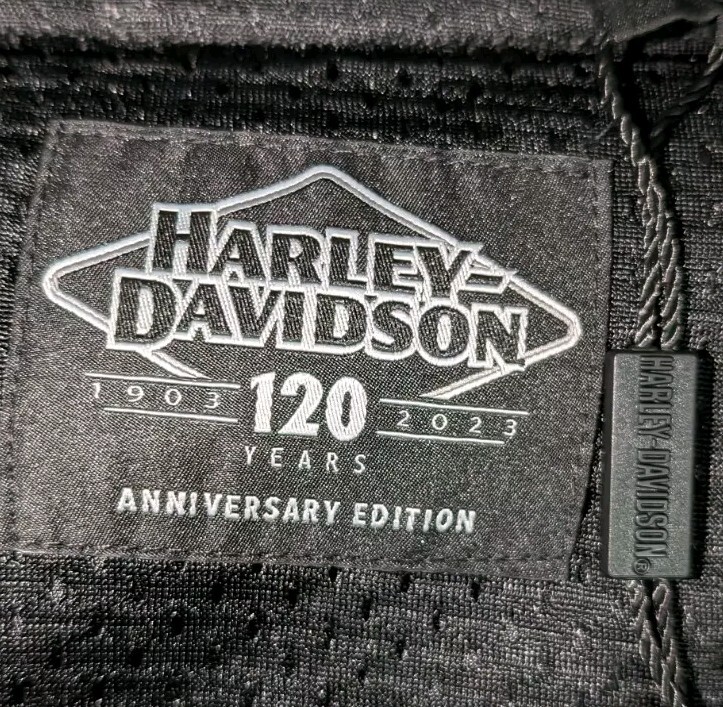 HARLEY-
DAVIDSON
1903 120 2023
YEARS
ANNIVERSARY EDITION
HARLEY-DAVIDSON®